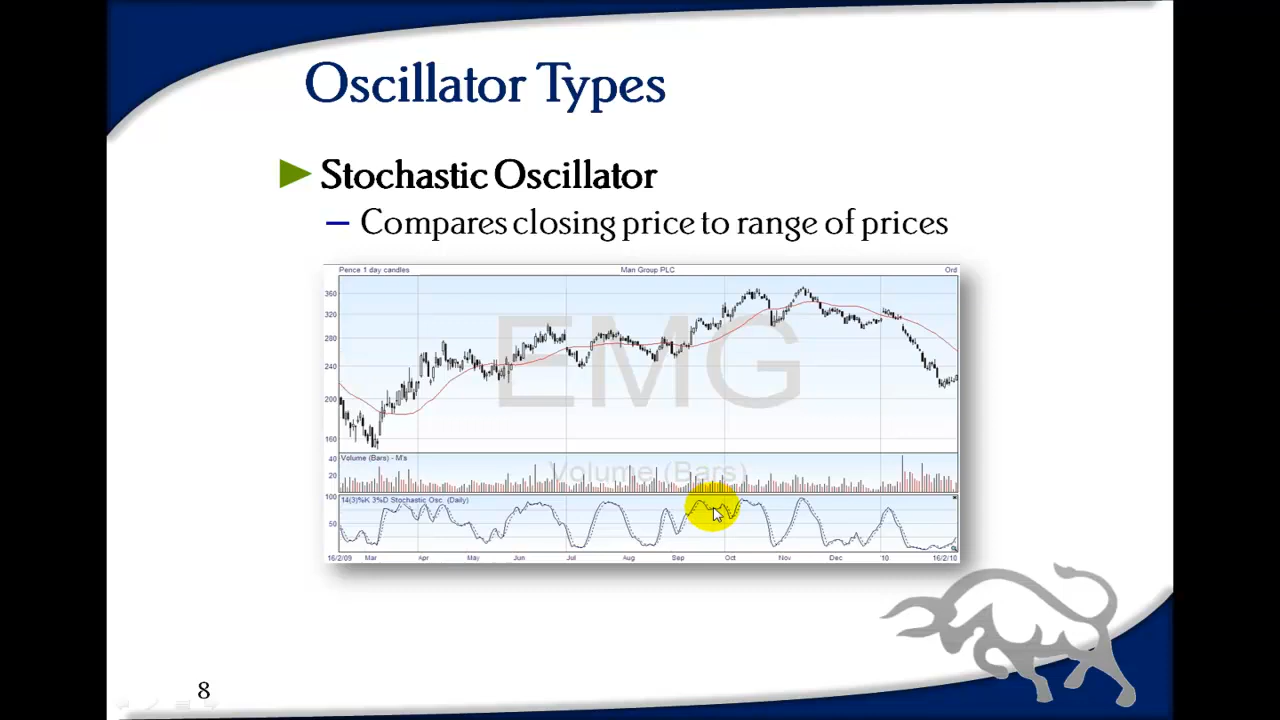 Oscillator Types
Stochastic Oscillator
– Compares closing price to range of prices
Pence 1 day candles Man Group PLC Ord
EMG
360
320
280
240
200
160
Volume (Bars) - M's
Volume (Bars)
40
20
14(3)%K 3%D Stochastic Osc. (Daily)
100
50
16/2/09 Mar Apr May Jun Jul Aug Sep Oct Nov Dec '10 16/2/10
8